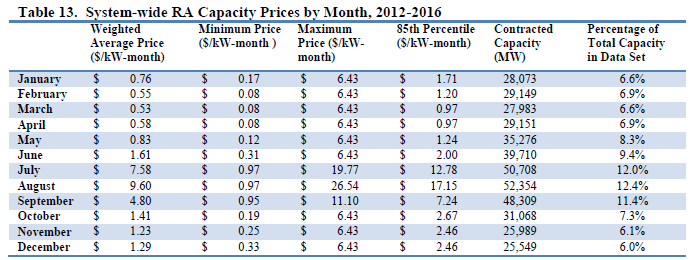 Table 13. System-wide RA Capacity Prices by Month, 2012-2016
Weighted Average Price ($/kW-month) Minimum Price ($/kW-month ) Maximum Price ($/kW-month) 85th Percentile ($/kW-month) Contracted Capacity (MW) Percentage of Total Capacity in Data Set
January $ 0.76 $ 0.17 $ 6.43 $ 1.71 28,073 6.6%
February $ 0.55 $ 0.08 $ 6.43 $ 1.20 29,149 6.9%
March $ 0.53 $ 0.08 $ 6.43 $ 0.97 27,983 6.6%
April $ 0.58 $ 0.08 $ 6.43 $ 0.97 29,151 6.9%
May $ 0.83 $ 0.12 $ 6.43 $ 1.24 35,276 8.3%
June $ 1.61 $ 0.31 $ 6.43 $ 2.00 39,710 9.4%
July $ 7.58 $ 0.97 $ 19.77 $ 12.78 50,708 12.0%
August $ 9.60 $ 0.97 $ 26.54 $ 17.15 52,354 12.4%
September $ 4.80 $ 0.95 $ 11.10 $ 7.24 48,309 11.4%
October $ 1.41 $ 0.19 $ 6.43 $ 2.67 31,068 7.3%
November $ 1.23 $ 0.25 $ 6.43 $ 2.46 25,989 6.1%
December $ 1.29 $ 0.33 $ 6.43 $ 2.46 25,549 6.0%